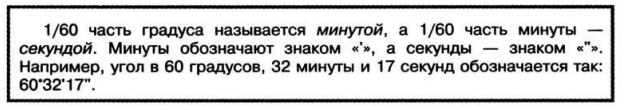 1/60 часть градуса называется минутой, а 1/60 часть минуты —
секундой. Минуты обозначают знаком «'», а секунды — знаком «"».
Например, угол в 60 градусов, 32 минуты и 17 секунд обозначается так:
60°32'17".